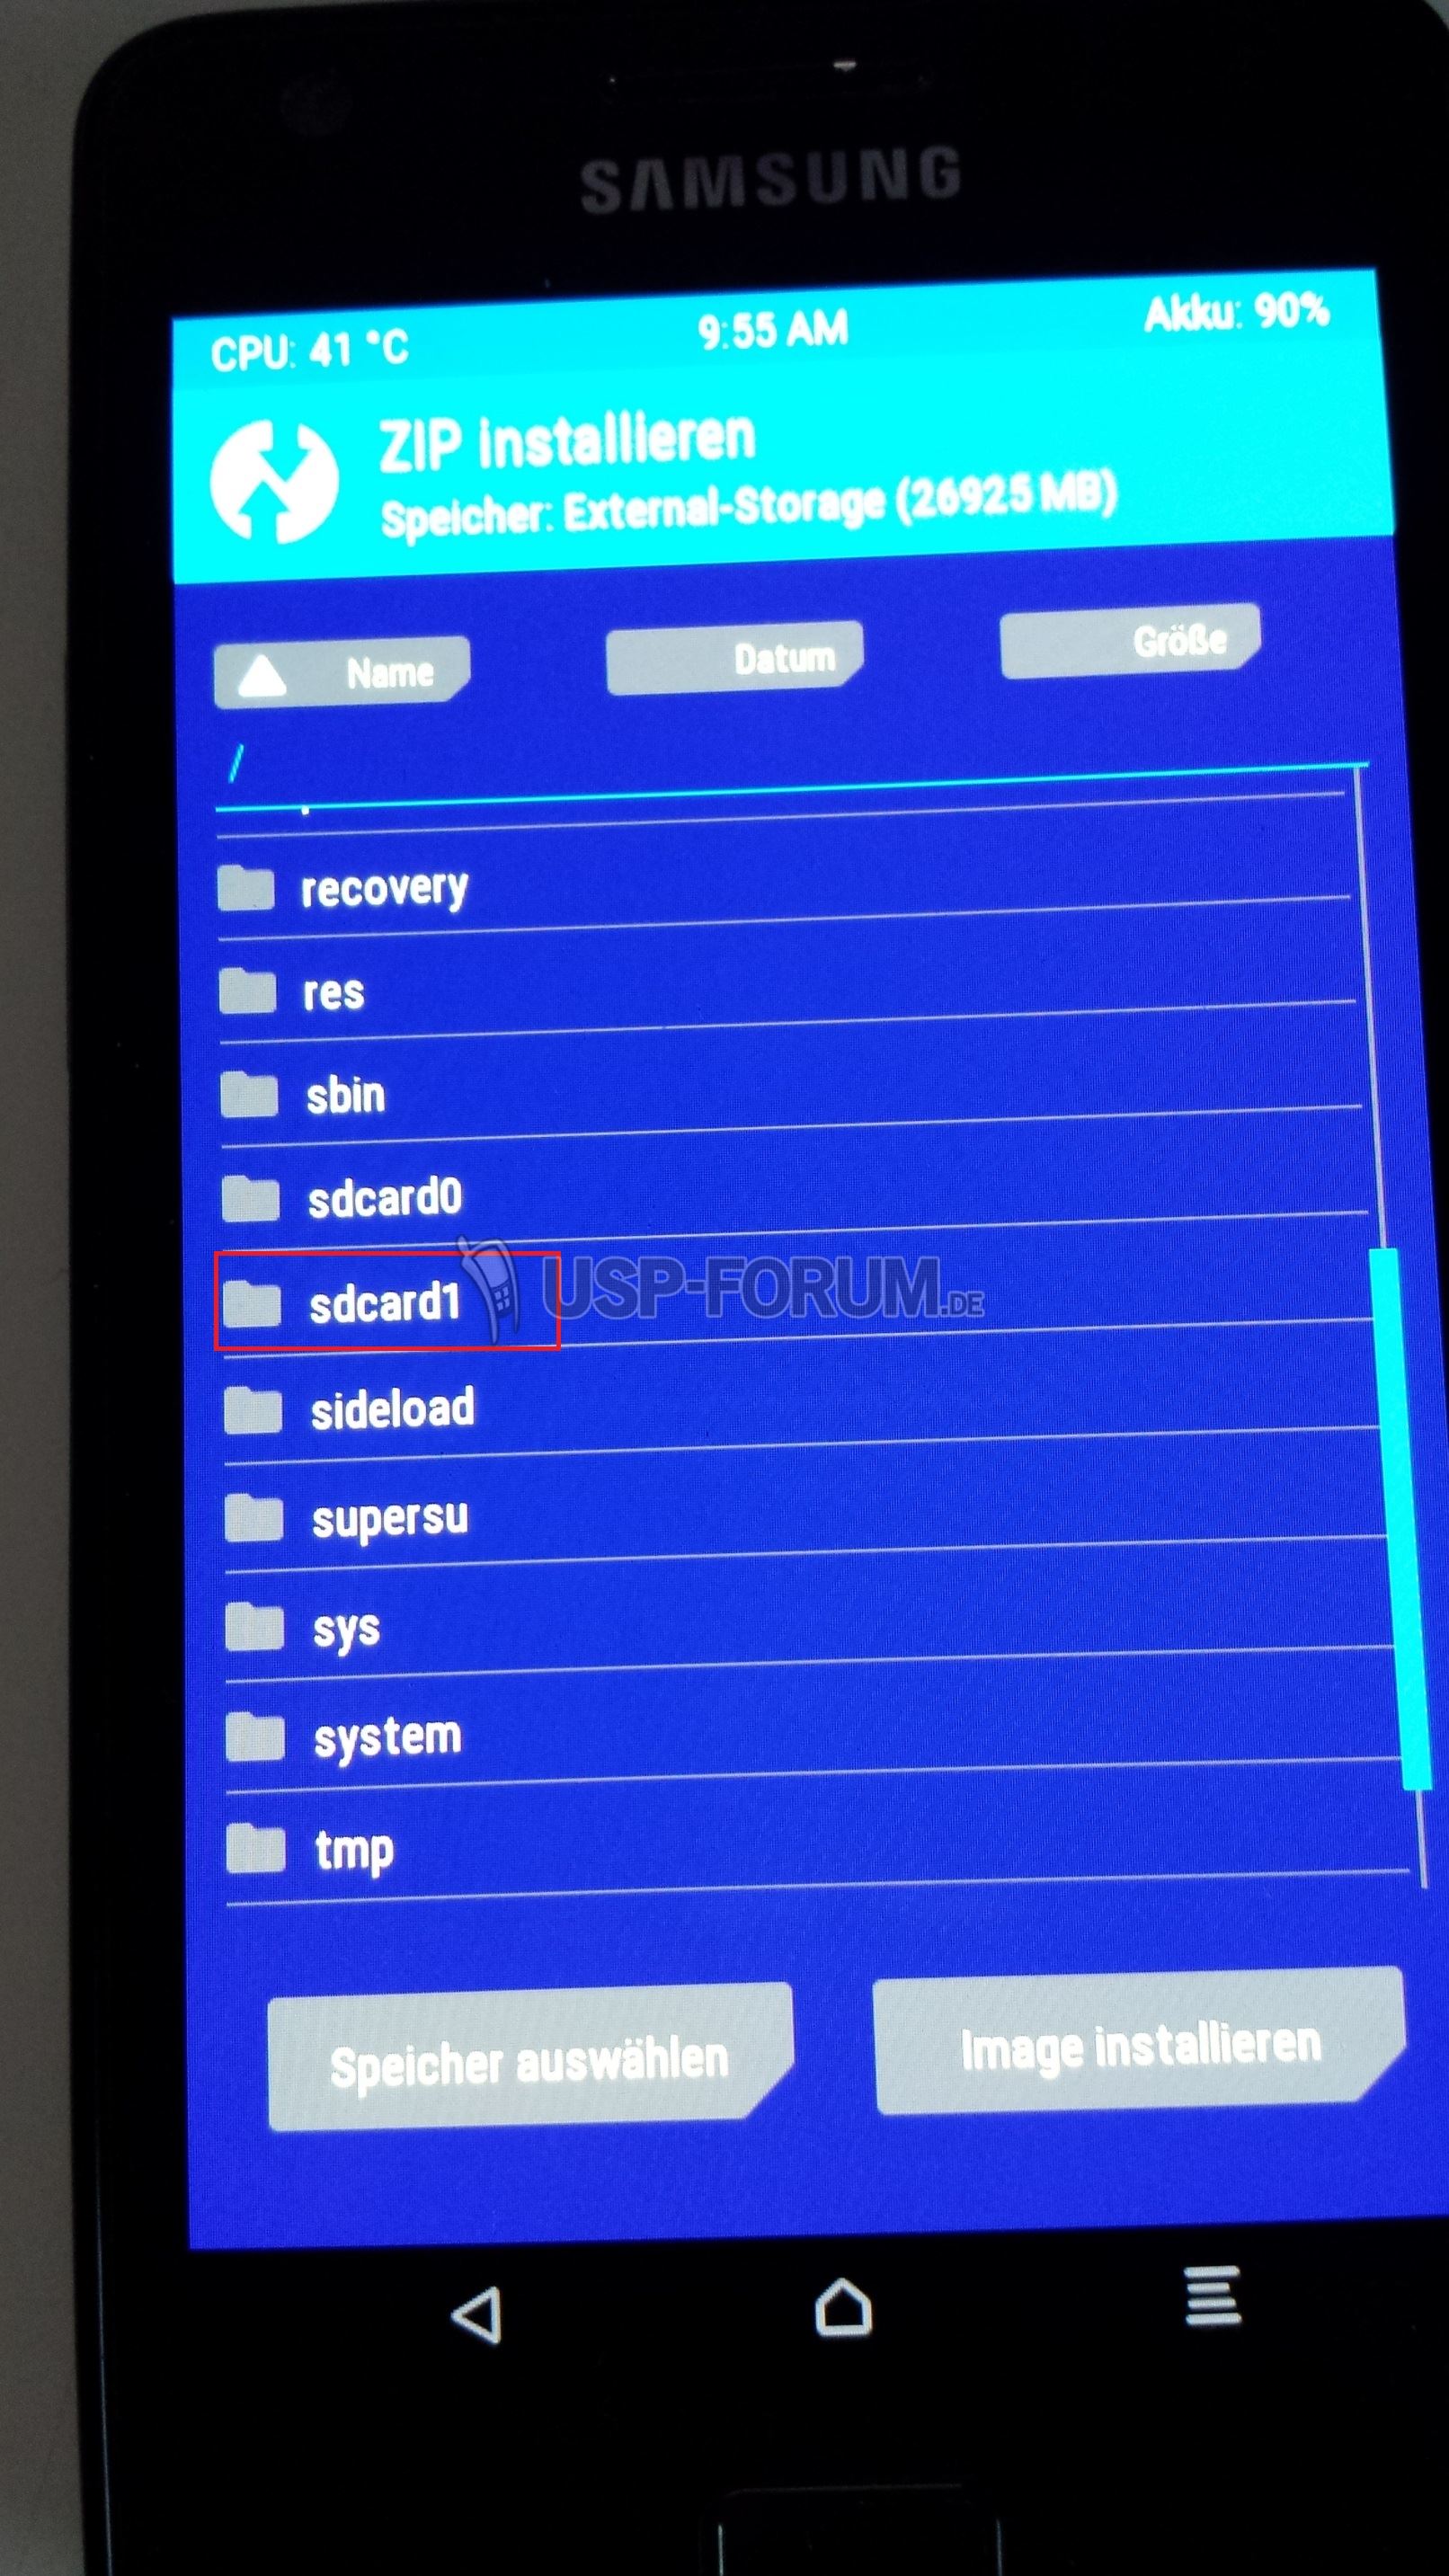 SAMSUNG
CPU: 41 °C 9:55 AM Akku: 90%
ZIP installieren
Speicher: External-Storage (26925 MB)
Name Datum Größe
/
recovery
res
sbin
sdcard0
sdcard1
USP-FORUM.DE
sideload
supersu
sys
system
tmp
Speicher auswählen Image installieren